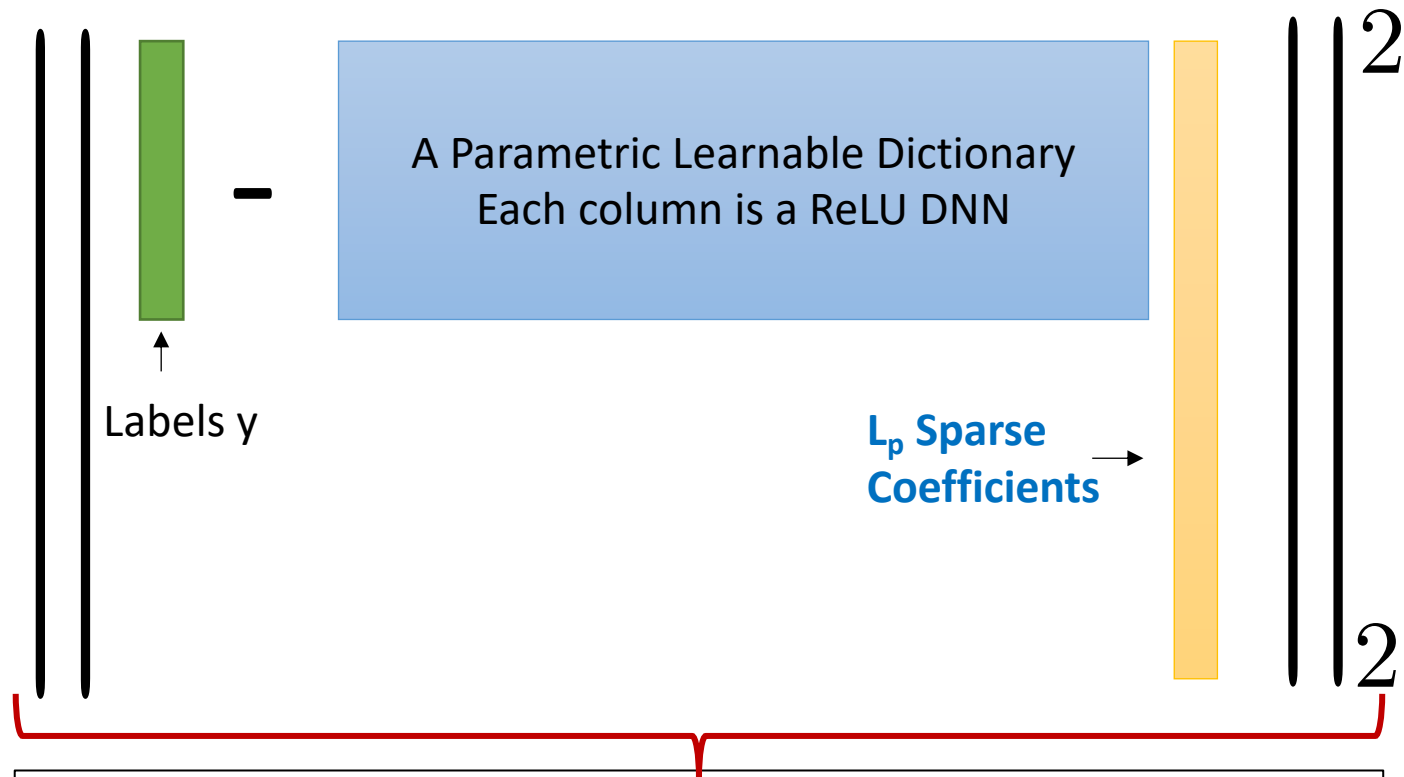 2
A Parametric Learnable Dictionary
Each column is a ReLU DNN
-
Labels y
Lₚ Sparse
Coefficients
2